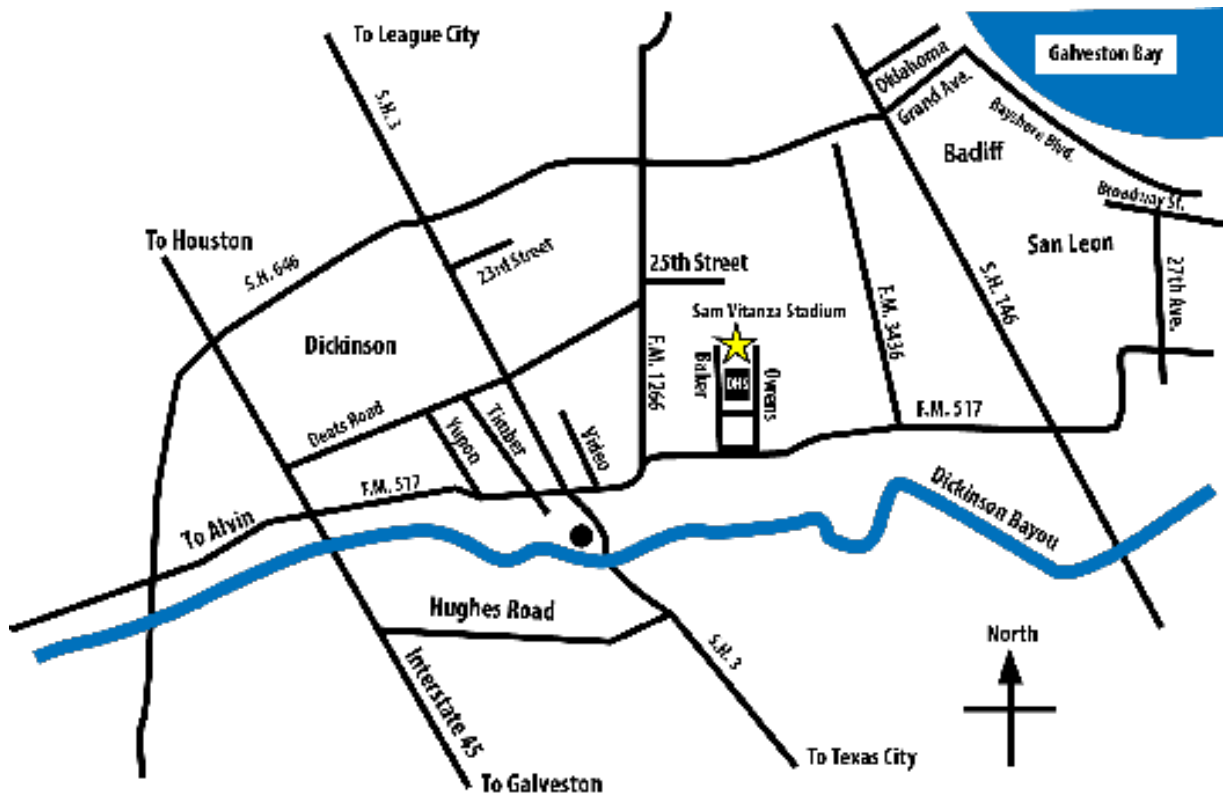 To League City
Galveston Bay
Oklahoma
Grand Ave.
Bayshore Blvd.
S.H. 3
Bacliff
Broadway St.
To Houston
23rd Street
San Leon
25th Street
S.H. 646
S.H. 146
27th Ave.
Sam Vitanza Stadium
F.M. 3436
Dickinson
F.M. 1266
Baker
DHS
Owens
F.M. 517
Deats Road
Yupon
Timber
Video
F.M. 517
Dickinson Bayou
To Alvin
Hughes Road
North
S.H. 3
Interstate 45
To Texas City
To Galveston